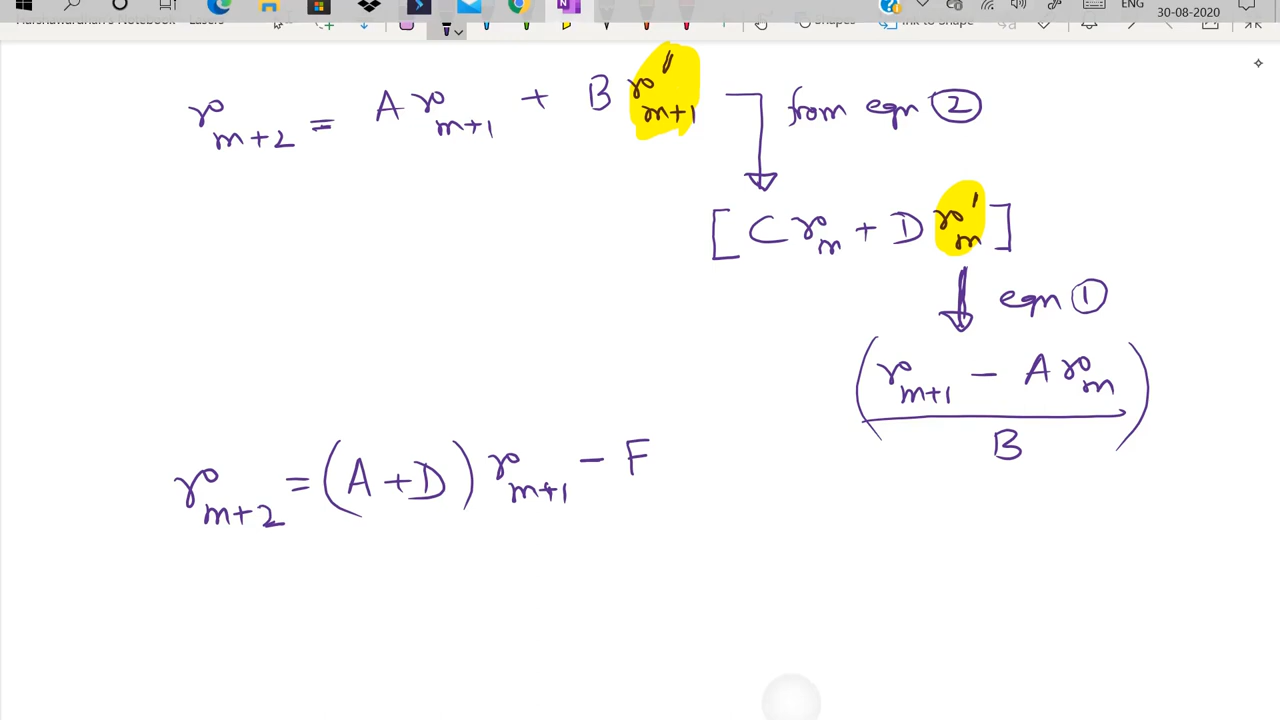 ENG
30-08-2020
r_{m+2} = A r_{m+1} + B r'_{m+1} from eqn ②
[C r_m + D r'_m]
eqn ①
(r_{m+1} - A r_m)
B
r_{m+2} = (A+D) r_{m+1} - F